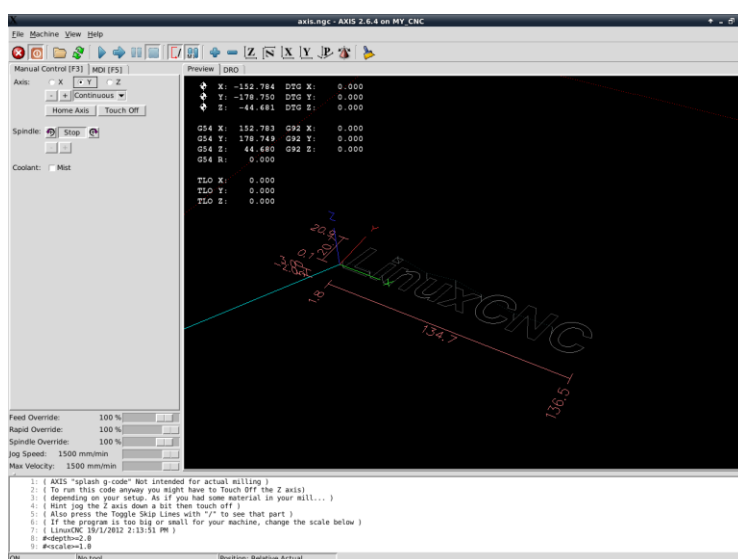 axis.ngc - AXIS 2.6.4 on MY_CNC
File Machine View Help
Manual Control [F3] MDI [F5]
Preview DRO
Axis: X Y Z
- + Continuous
Home Axis Touch Off
Spindle: Stop
- +
Coolant: Mist
X: -152.784 DTG X: 0.000
Y: -178.750 DTG Y: 0.000
Z: -44.681 DTG Z: 0.000
G54 X: 152.783 G92 X: 0.000
G54 Y: 178.749 G92 Y: 0.000
G54 Z: 44.680 G92 Z: 0.000
G54 R: 0.000
TLO X: 0.000
TLO Y: 0.000
TLO Z: 0.000
Z
Y
X
20.9
0.1
LinuxCNC
1.8
134.7
136.5
Feed Override: 100 %
Rapid Override: 100 %
Spindle Override: 100 %
Jog Speed: 1500 mm/min
Max Velocity: 1500 mm/min
1: ( AXIS "splash g-code" Not intended for actual milling )
2: ( To run this code anyway you might have to Touch Off the Z axis)
3: ( depending on your setup. As if you had some material in your mill... )
4: ( Hint jog the Z axis down a bit then touch off )
5: ( Also press the Toggle Skip Lines with "/" to see that part )
6: ( If the program is too big or small for your machine, change the scale below )
7: ( LinuxCNC 19/1/2012 2:13:51 PM )
8: #<depth>=2.0
9: #<scale>=1.0
ON No tool Position: Relative Actual